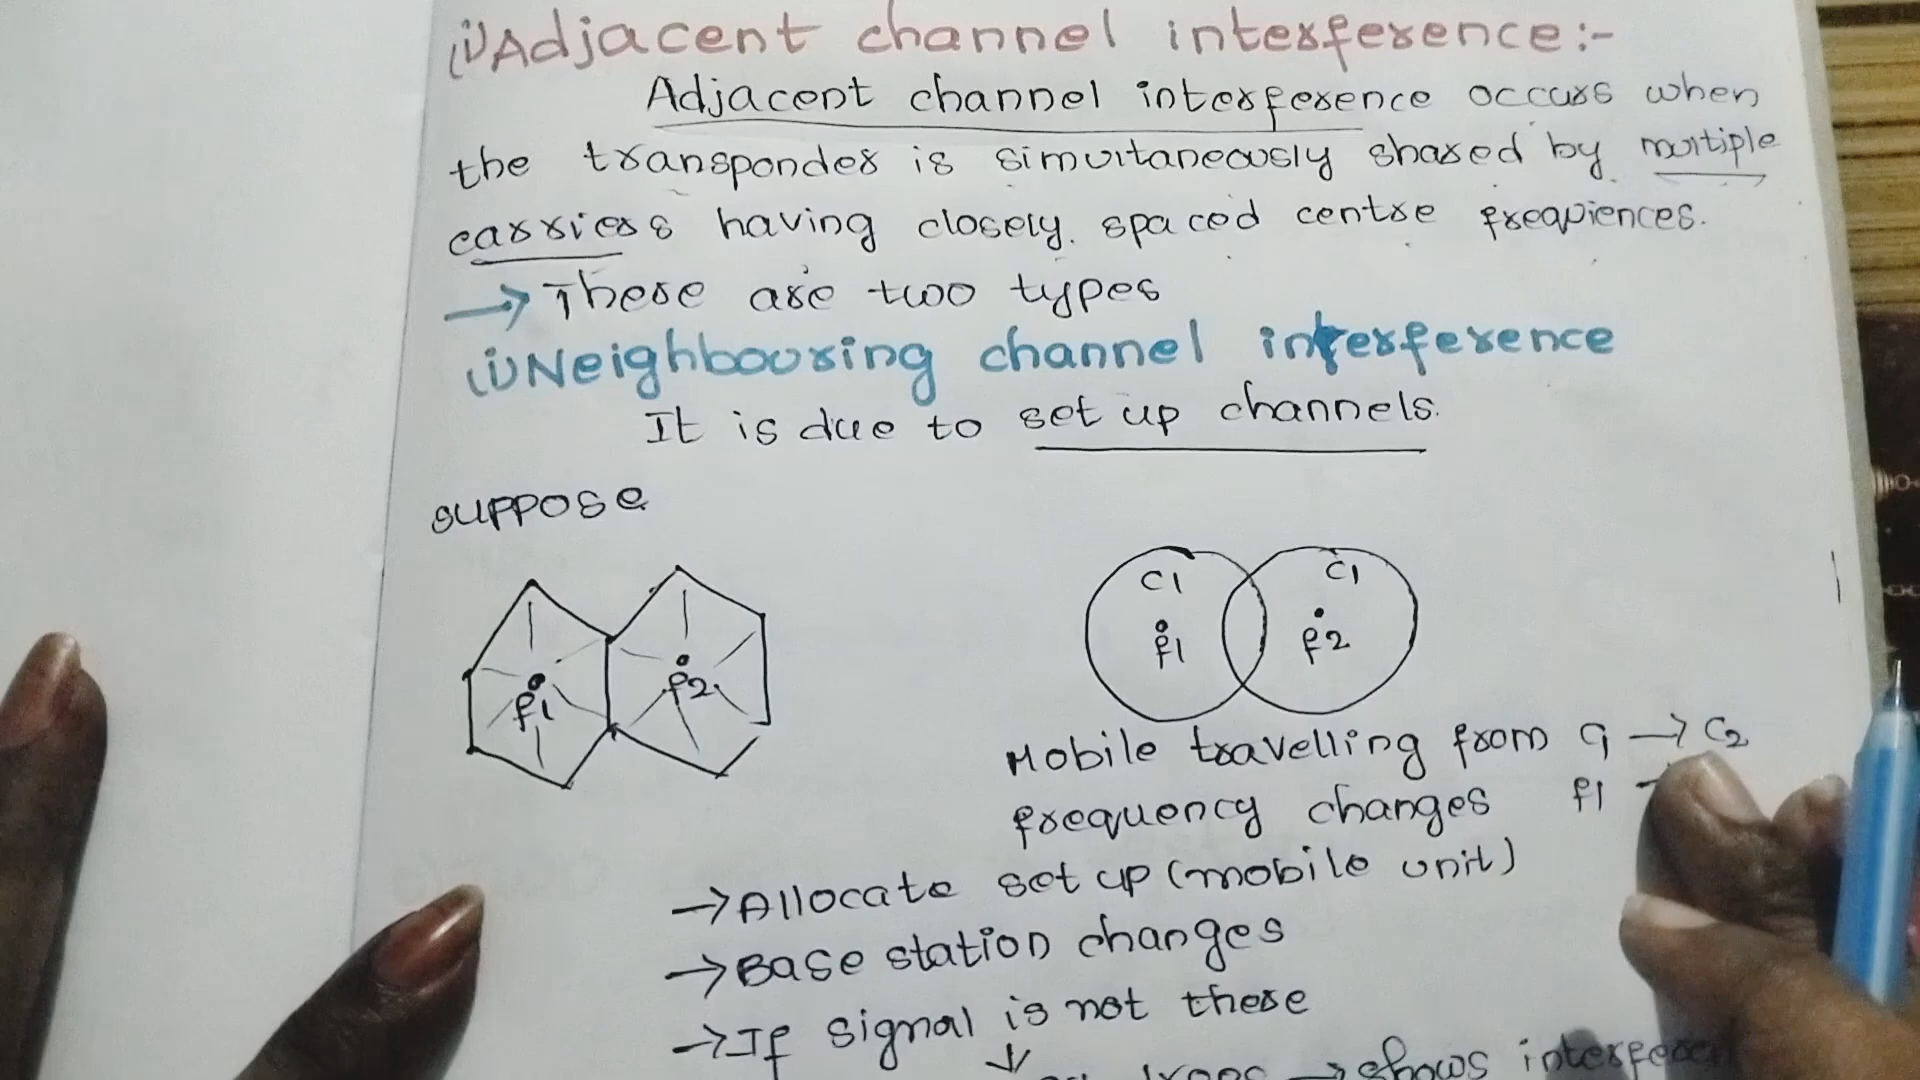 i) Adjacent channel interference :-
Adjacent channel interference occurs when
the transponder is simultaneously shared by multiple
carriers having closely spaced centre frequiences.
→ There are two types
i) Neighbouring channel interference
It is due to set up channels.
suppose
f1
f2
C1
f1
C1
f2
Mobile travelling from C1 → C2
frequency changes f1
→ Allocate set up (mobile unit)
→ Base station changes
→ If signal is not there
↓
→ shows